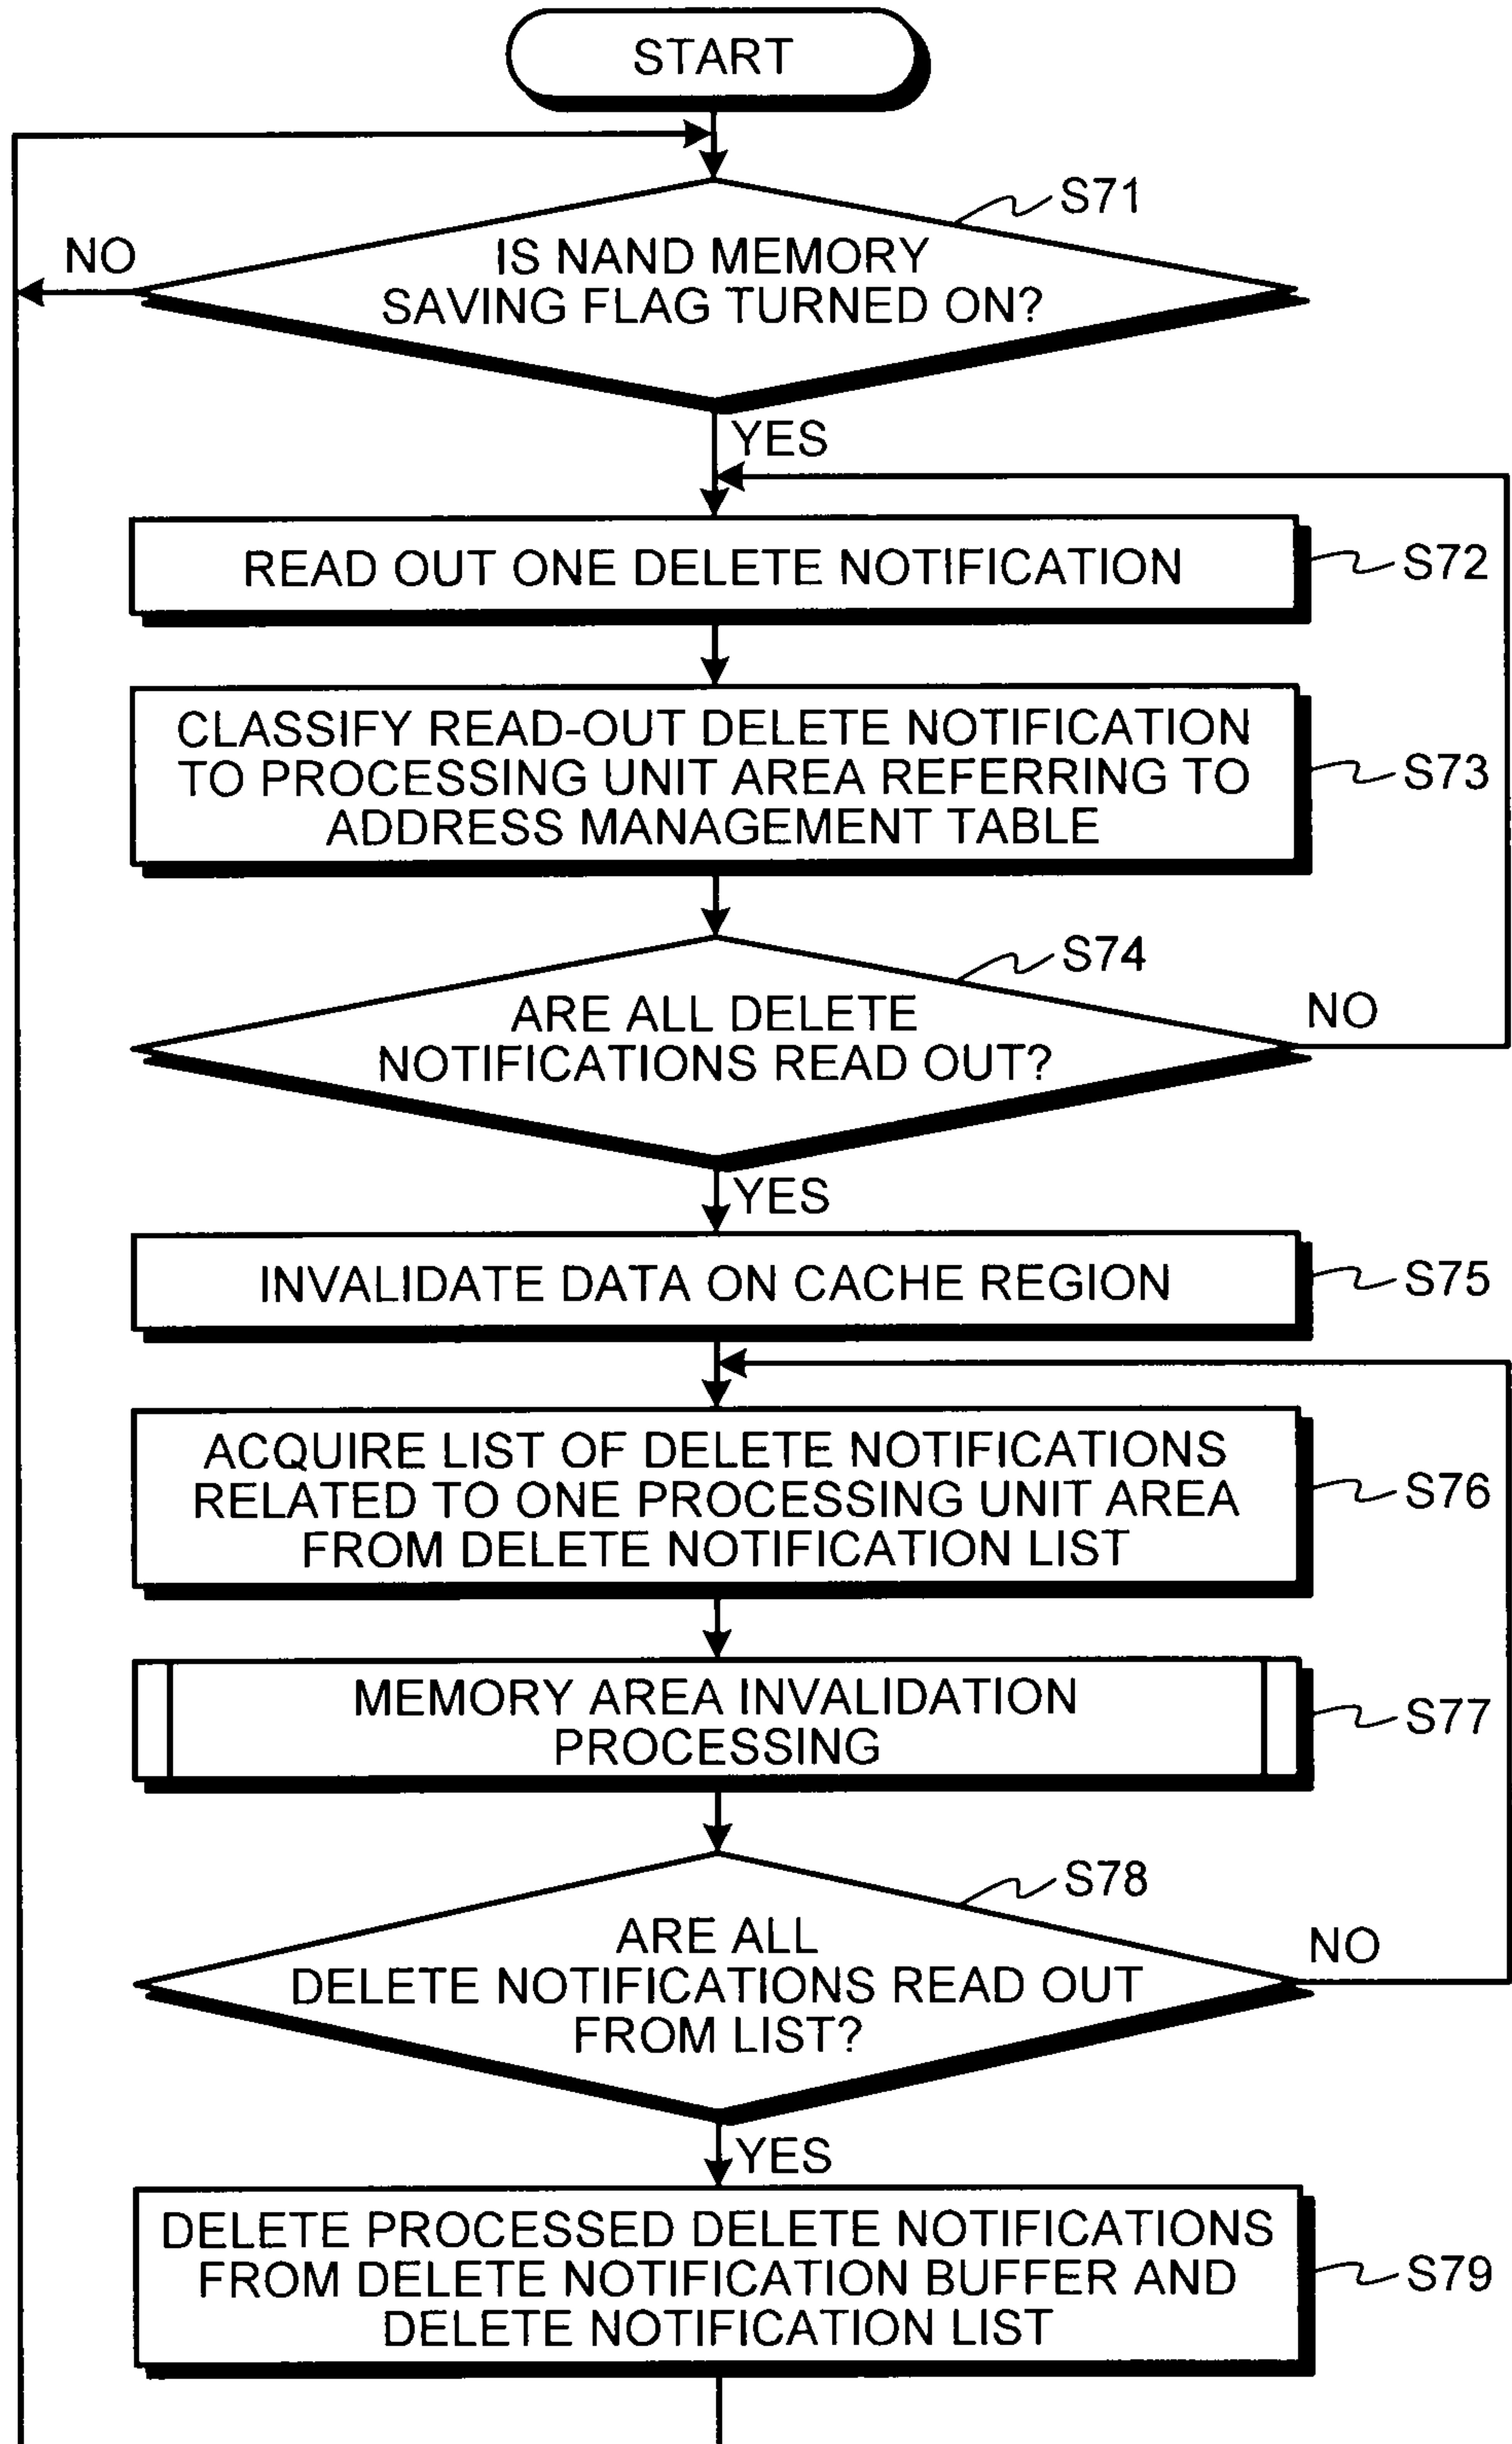 START
S71
NO
IS NAND MEMORY
SAVING FLAG TURNED ON?
YES
READ OUT ONE DELETE NOTIFICATION
S72
CLASSIFY READ-OUT DELETE NOTIFICATION
TO PROCESSING UNIT AREA REFERRING TO
ADDRESS MANAGEMENT TABLE
S73
S74
ARE ALL DELETE
NOTIFICATIONS READ OUT?
NO
YES
INVALIDATE DATA ON CACHE REGION
S75
ACQUIRE LIST OF DELETE NOTIFICATIONS
RELATED TO ONE PROCESSING UNIT AREA
FROM DELETE NOTIFICATION LIST
S76
MEMORY AREA INVALIDATION
PROCESSING
S77
S78
ARE ALL
DELETE NOTIFICATIONS READ OUT
FROM LIST?
NO
YES
DELETE PROCESSED DELETE NOTIFICATIONS
FROM DELETE NOTIFICATION BUFFER AND
DELETE NOTIFICATION LIST
S79